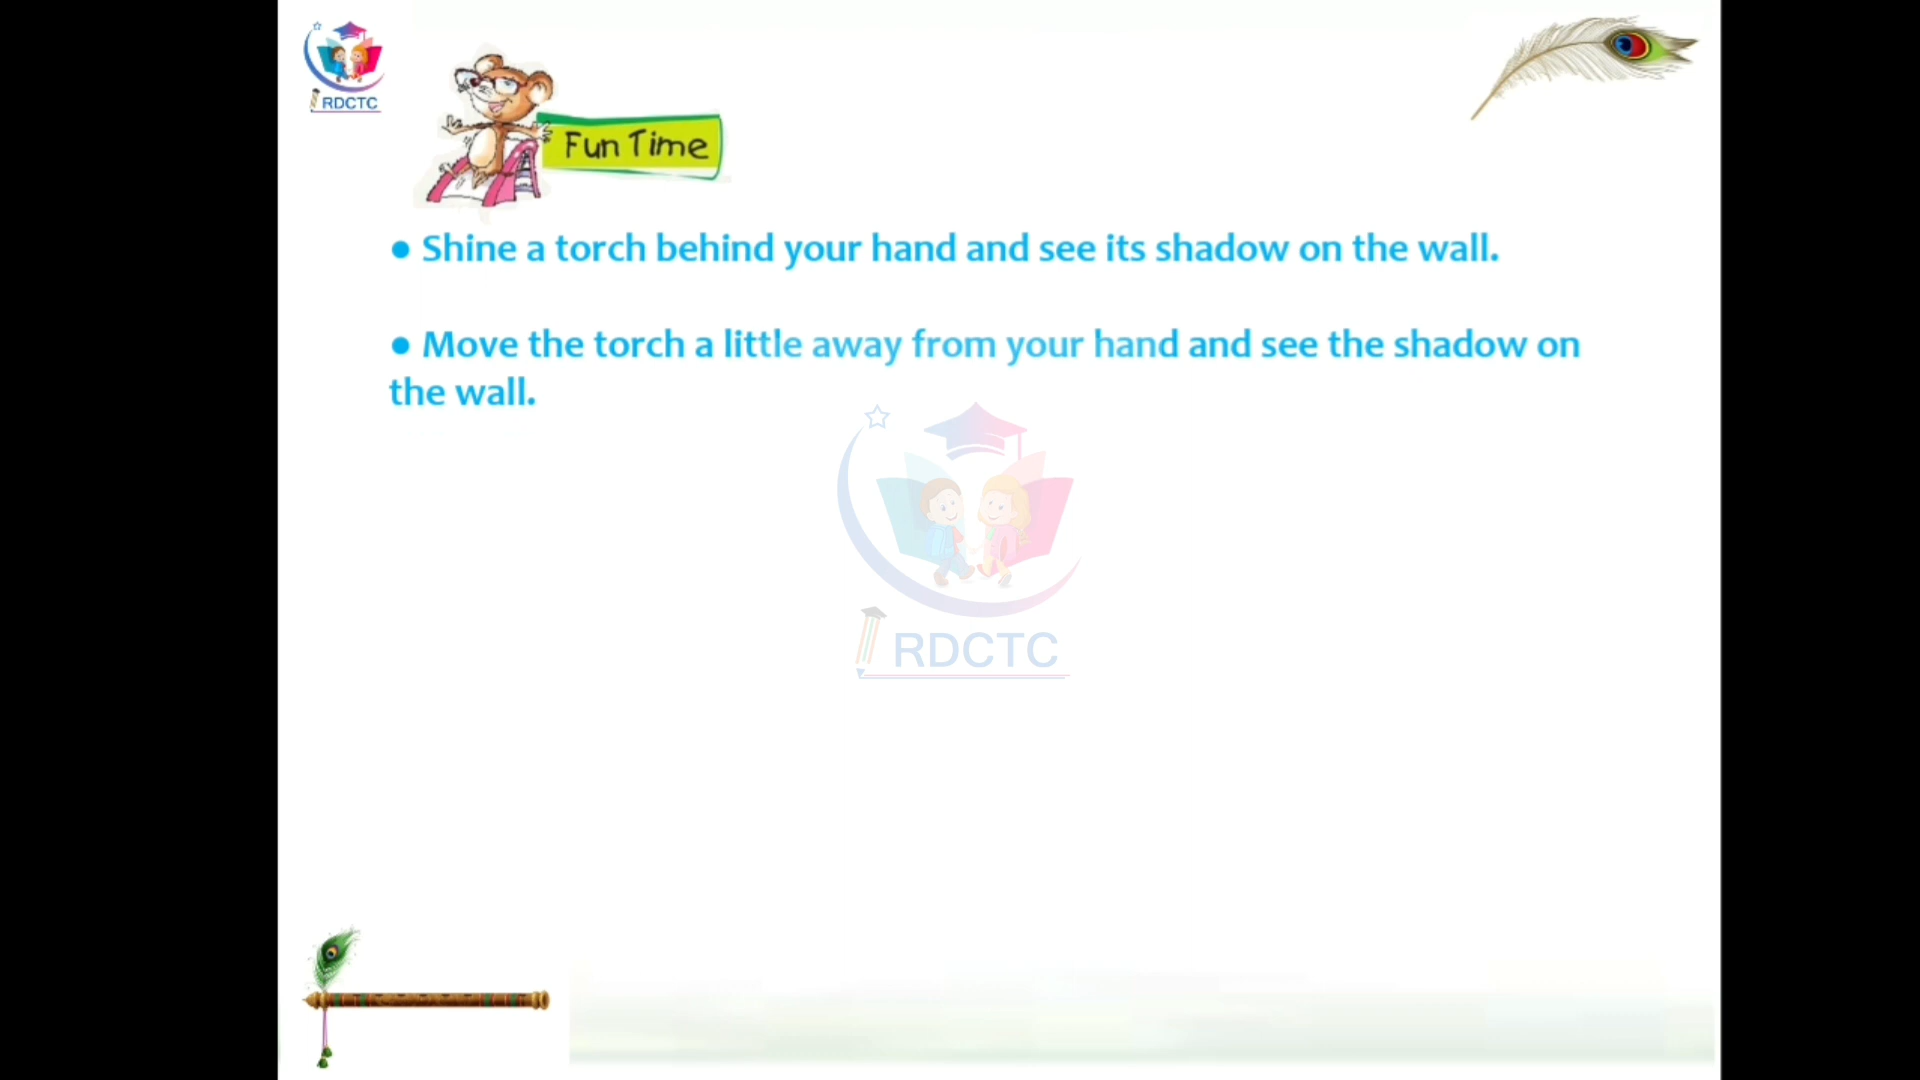 RDCTC
Fun Time
● Shine a torch behind your hand and see its shadow on the wall.
● Move the torch a little away from your hand and see the shadow on
the wall.
RDCTC